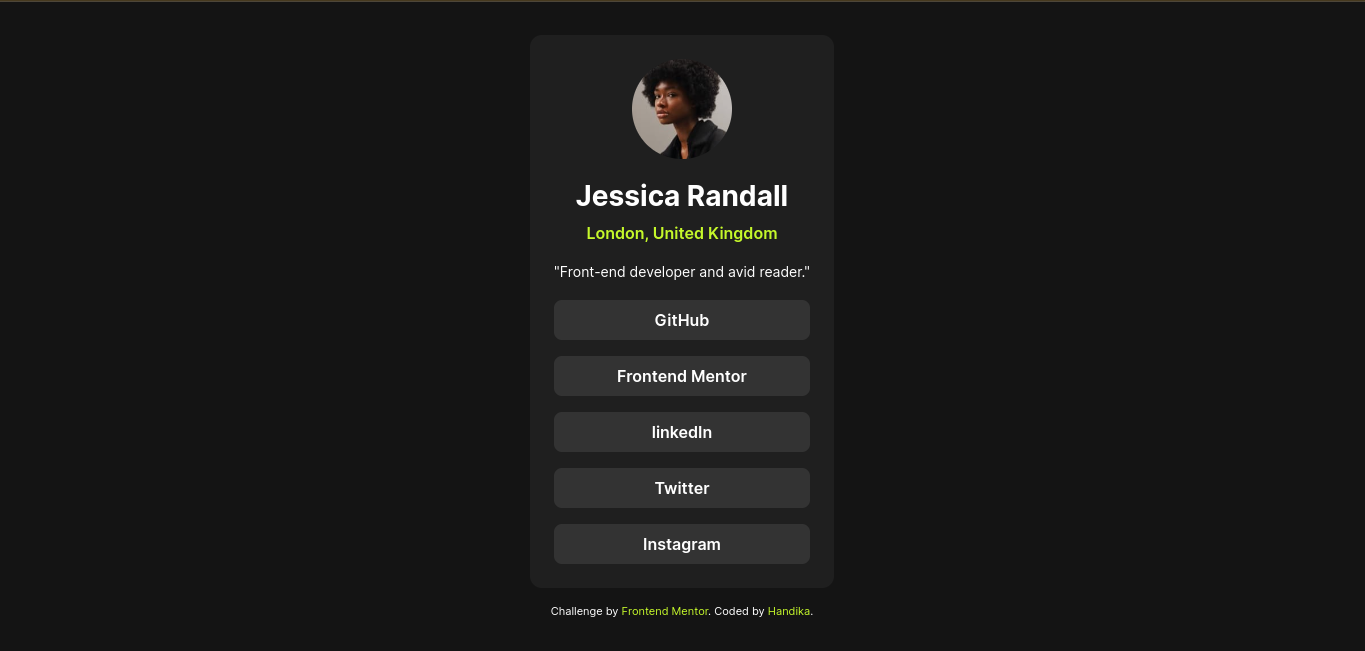 Jessica Randall
London, United Kingdom
"Front-end developer and avid reader."
GitHub
Frontend Mentor
linkedIn
Twitter
Instagram
Challenge by Frontend Mentor. Coded by Handika.